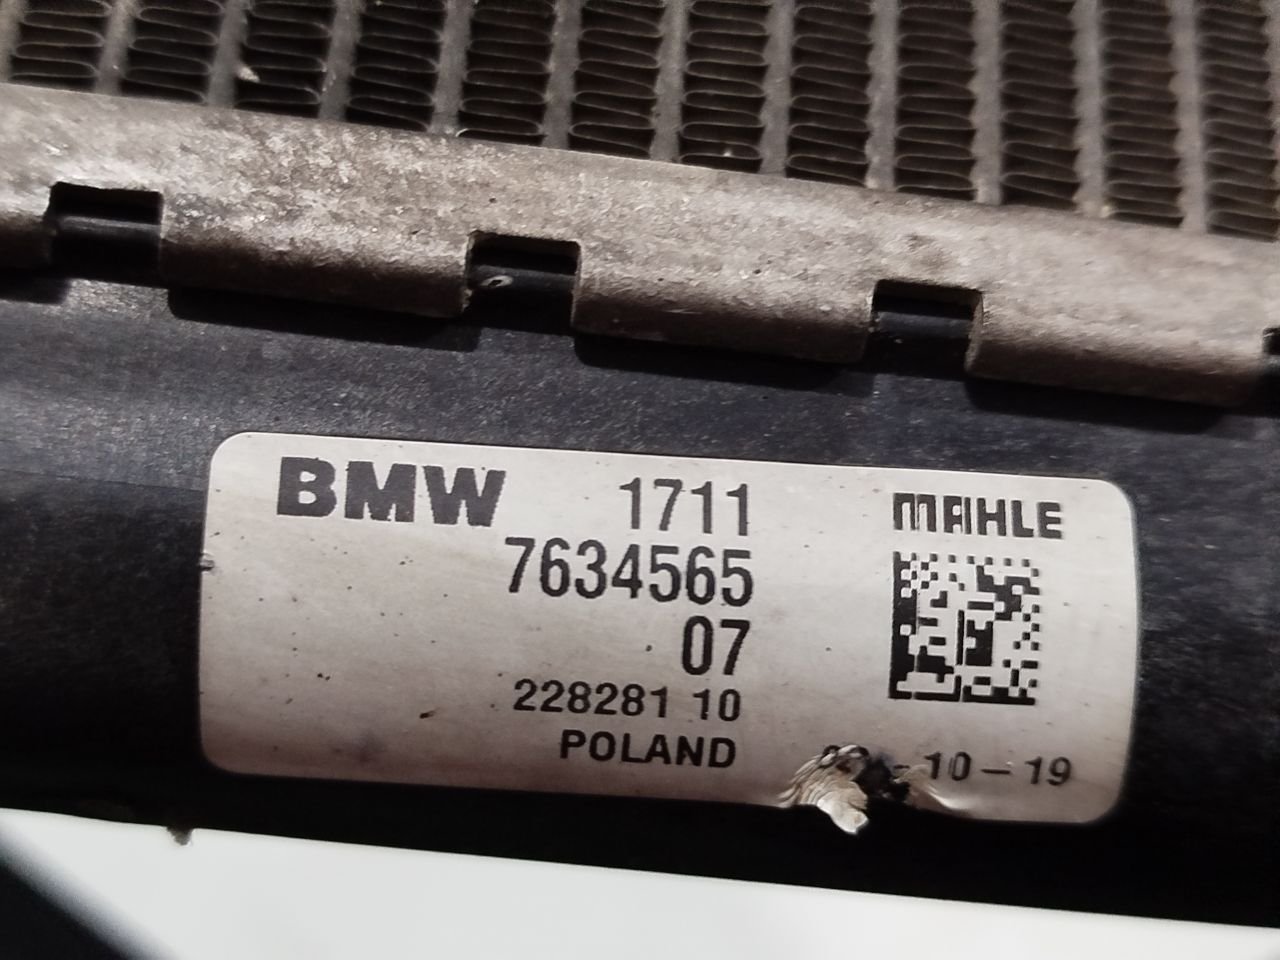 BMW 1711
7634565
07
228281 10
POLAND
MAHLE
-10-19